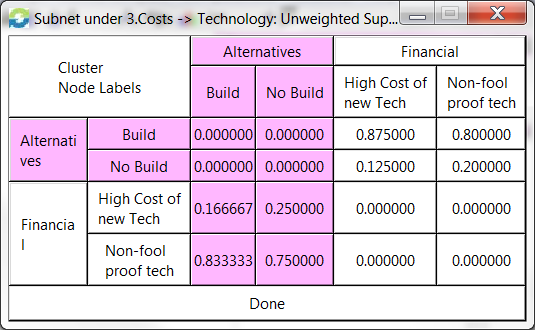 Subnet under 3.Costs -> Technology: Unweighted Sup...
Cluster
Node Labels
Alternatives
Financial
Build
No Build
High Cost of
new Tech
Non-fool
proof tech
Alternati
ves
Build
0.000000 0.000000 0.875000 0.800000
No Build
0.000000 0.000000 0.125000 0.200000
Financia
l
High Cost of
new Tech
0.166667 0.250000 0.000000 0.000000
Non-fool
proof tech
0.833333 0.750000 0.000000 0.000000
Done